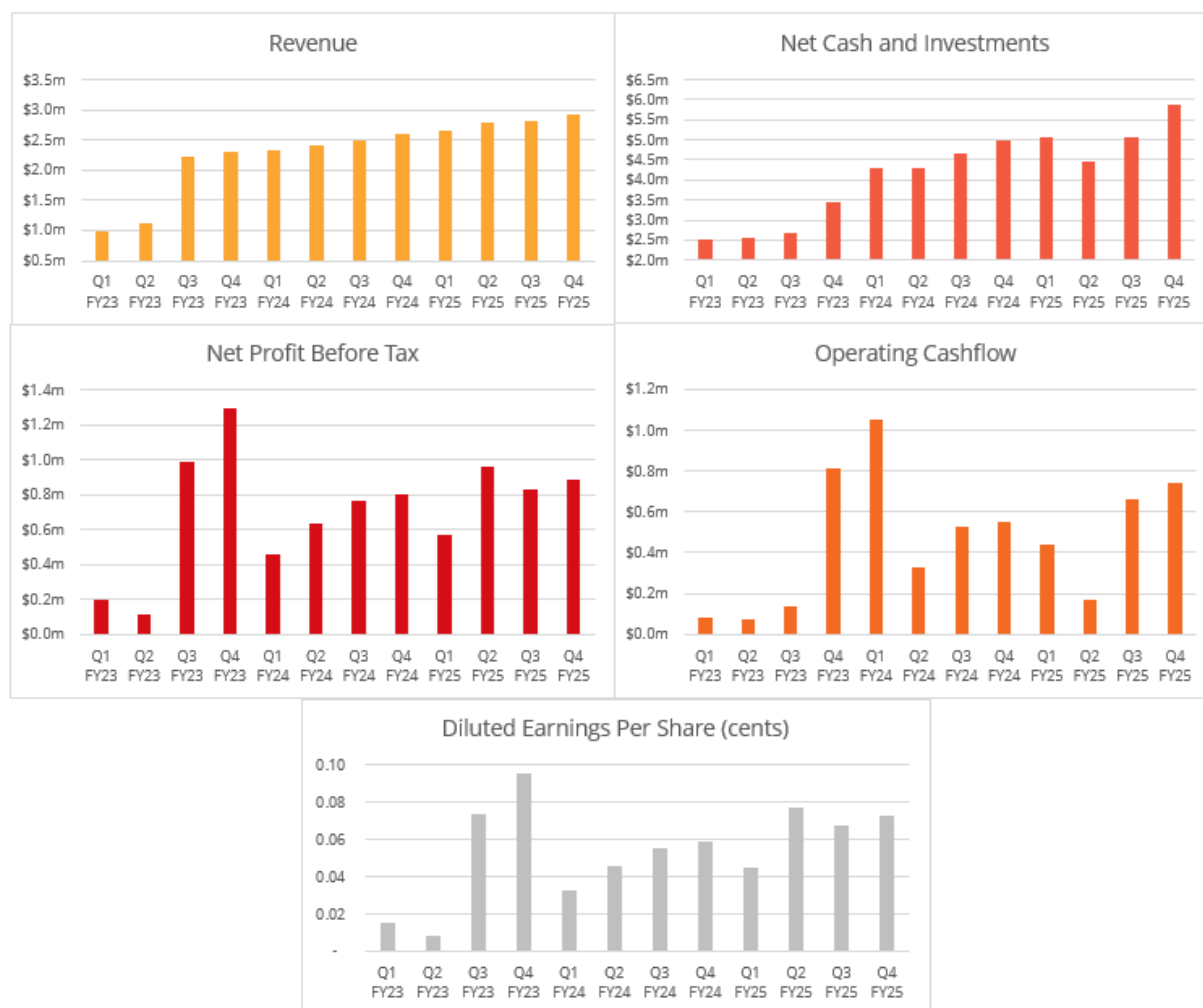 Revenue
$3.5m
$3.0m
$2.5m
$2.0m
$1.5m
$1.0m
$0.5m
Q1 Q2 Q3 Q4 Q1 Q2 Q3 Q4 Q1 Q2 Q3 Q4
FY23 FY23 FY23 FY23 FY24 FY24 FY24 FY24 FY25 FY25 FY25 FY25
Net Cash and Investments
$6.5m
$6.0m
$5.5m
$5.0m
$4.5m
$4.0m
$3.5m
$3.0m
$2.5m
$2.0m
Q1 Q2 Q3 Q4 Q1 Q2 Q3 Q4 Q1 Q2 Q3 Q4
FY23 FY23 FY23 FY23 FY24 FY24 FY24 FY24 FY25 FY25 FY25 FY25
Net Profit Before Tax
$1.4m
$1.2m
$1.0m
$0.8m
$0.6m
$0.4m
$0.2m
$0.0m
Q1 Q2 Q3 Q4 Q1 Q2 Q3 Q4 Q1 Q2 Q3 Q4
FY23 FY23 FY23 FY23 FY24 FY24 FY24 FY24 FY25 FY25 FY25 FY25
Operating Cashflow
$1.2m
$1.0m
$0.8m
$0.6m
$0.4m
$0.2m
$0.0m
Q1 Q2 Q3 Q4 Q1 Q2 Q3 Q4 Q1 Q2 Q3 Q4
FY23 FY23 FY23 FY23 FY24 FY24 FY24 FY24 FY25 FY25 FY25 FY25
Diluted Earnings Per Share (cents)
0.10
0.08
0.06
0.04
0.02
-
Q1 Q2 Q3 Q4 Q1 Q2 Q3 Q4 Q1 Q2 Q3 Q4
FY23 FY23 FY23 FY23 FY24 FY24 FY24 FY24 FY25 FY25 FY25 FY25